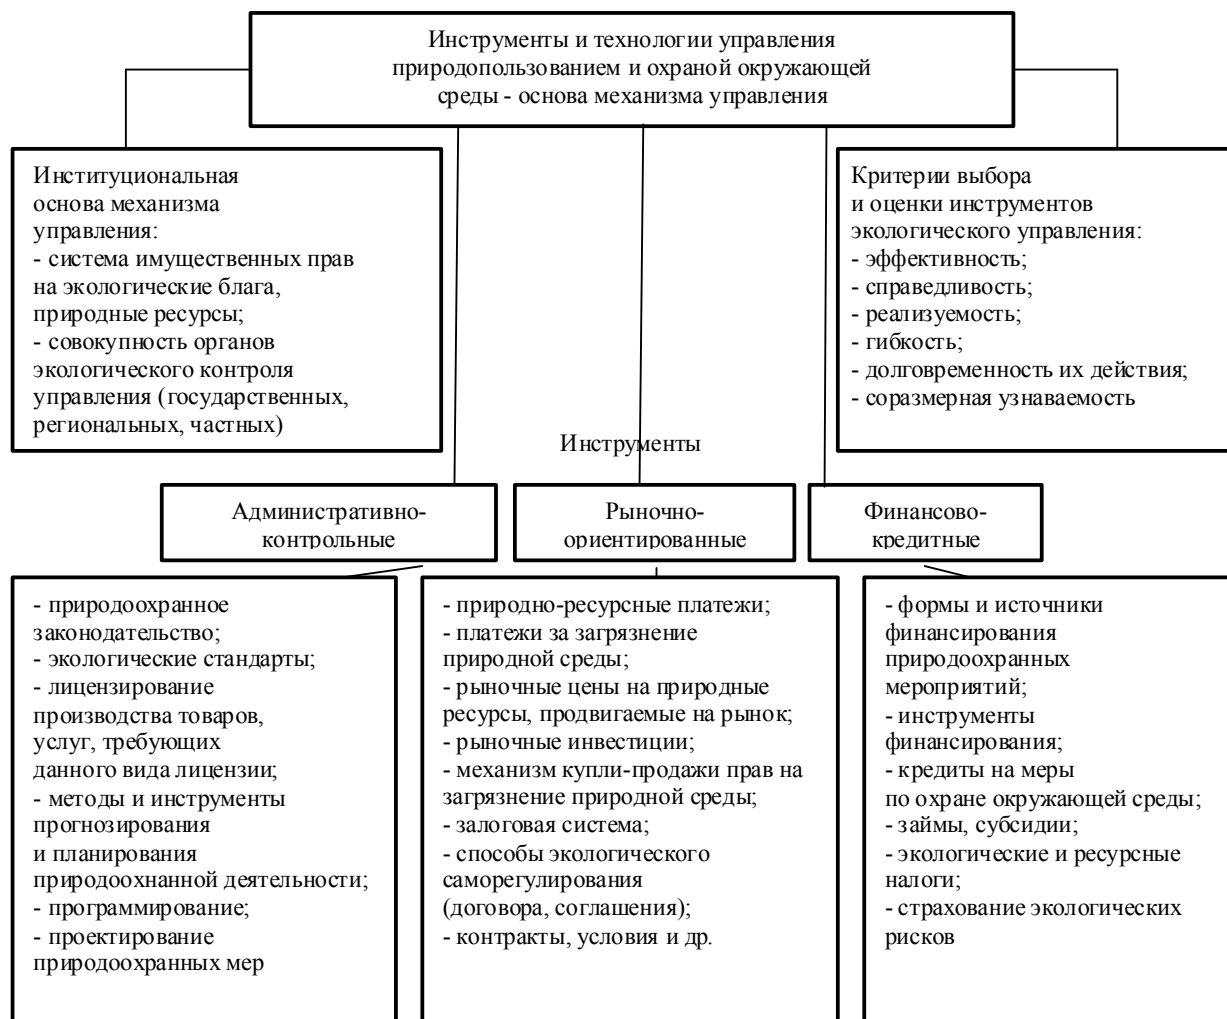 Инструменты и технологии управления
природопользованием и охраной окружающей
среды - основа механизма управления
Институциональная
основа механизма
управления:
- система имущественных прав
на экологические блага,
природные ресурсы;
- совокупность органов
экологического контроля
управления (государственных,
региональных, частных)
Критерии выбора
и оценки инструментов
экологического управления:
- эффективность;
- справедливость;
- реализуемость;
- гибкость;
- долговременность их действия;
- соразмерная узнаваемость
Инструменты
Административно-
контрольные
Рыночно-
ориентированные
Финансово-
кредитные
- природоохранное
законодательство;
- экологические стандарты;
- лицензирование
производства товаров,
услуг, требующих
данного вида лицензии;
- методы и инструменты
прогнозирования
и планирования
природоохнанной деятельности;
- программирование;
- проектирование
природоохранных мер
- природно-ресурсные платежи;
- платежи за загрязнение
природной среды;
- рыночные цены на природные
ресурсы, продвигаемые на рынок;
- рыночные инвестиции;
- механизм купли-продажи прав на
загрязнение природной среды;
- залоговая система;
- способы экологического
саморегулирования
(договора, соглашения);
- контракты, условия и др.
- формы и источники
финансирования
природоохранных
мероприятий;
- инструменты
финансирования;
- кредиты на меры
по охране окружающей среды;
- займы, субсидии;
- экологические и ресурсные
налоги;
- страхование экологических
рисков